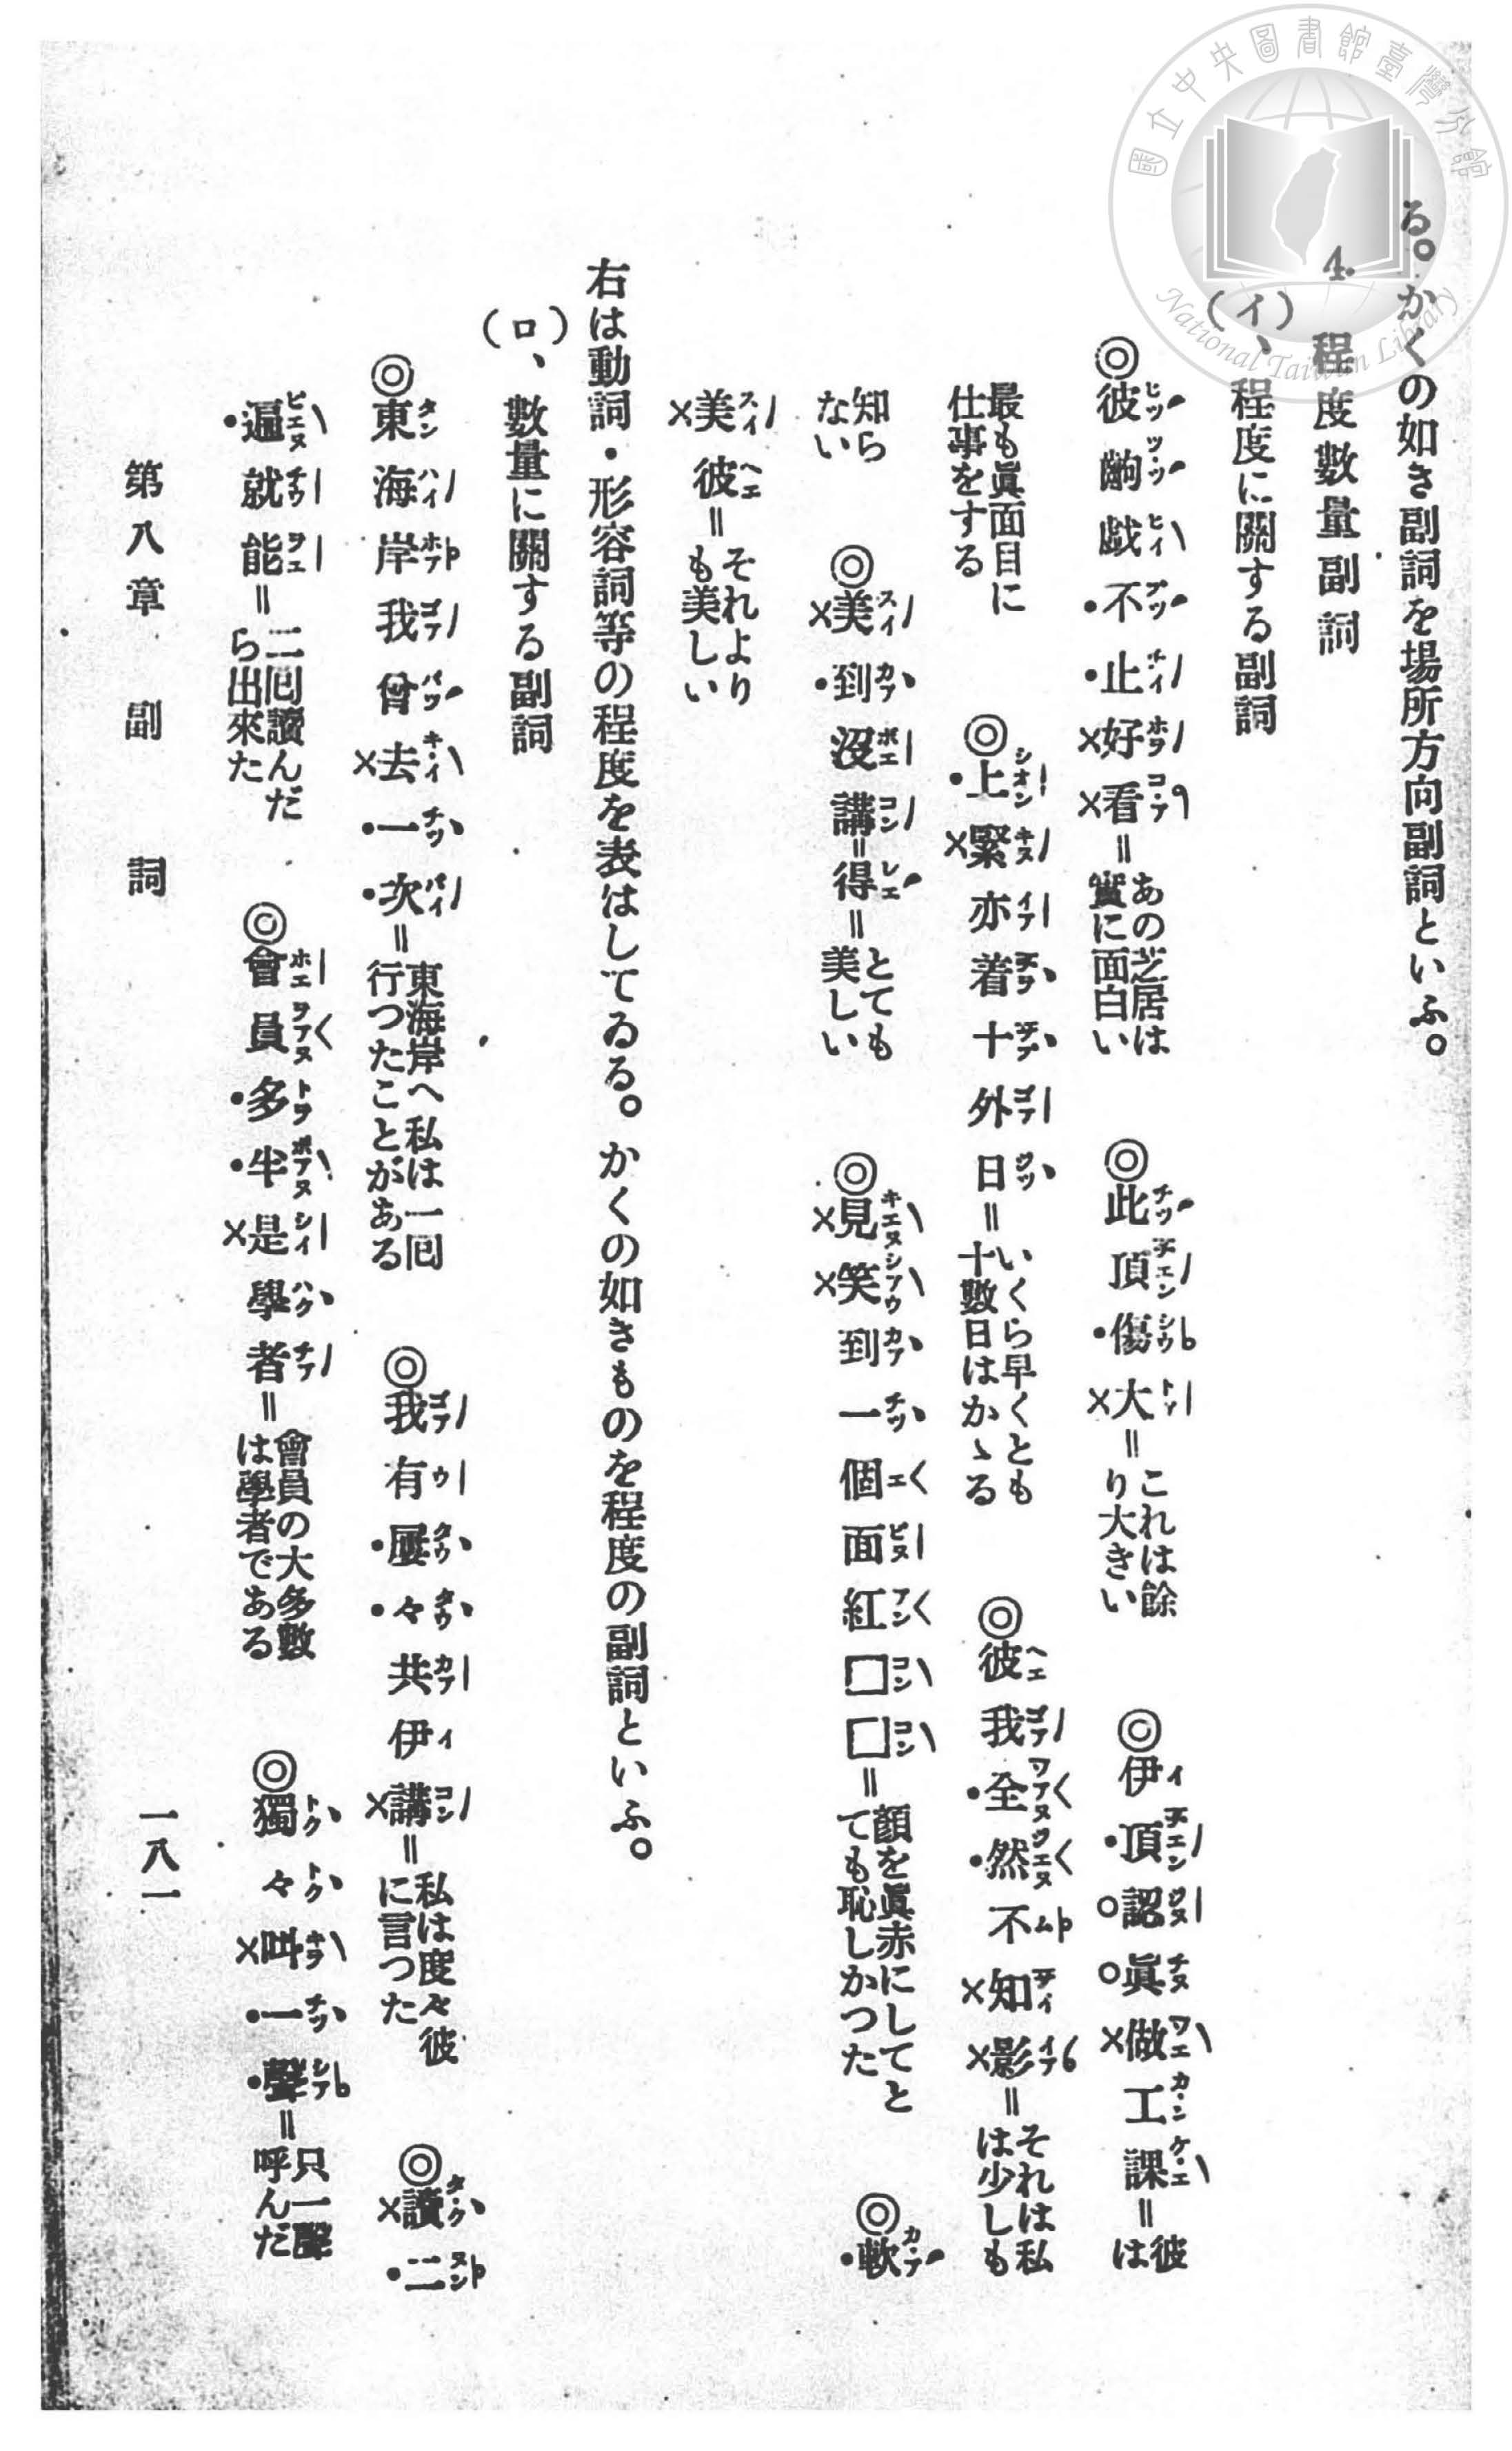 る。かくの如き副詞を場所方向副詞といふ。
4. 程度數量副詞
(イ)、程度に關する副詞
◎彼齣戯不止好看=あの芝居は實に面白い ◎此頂傷大=これは餘り大きい ◎伊頂認眞做工課=彼は
最も眞面目に仕事をする ◎上緊亦着十外日=いくら早くとも十數日はかゝる ◎彼我全然不知影=それは私は少しも
知らない ◎美到沒講得=とても美しい ◎見笑到一個面紅□□=顏を眞赤にしてとても恥しかつた ◎軟
美彼=それよりも美しい
右は動詞・形容詞等の程度を表はしてゐる。かくの如きものを程度の副詞といふ。
(ロ)、數量に關する副詞
◎東海岸我曾去一次=東海岸へ私は一回行つたことがある ◎我有屢々共伊講=私は度々彼に言つた ◎讀二
遍就能=二回讀んだら出來た ◎會員多半是學者=會員の大多數は學者である ◎獨々叫一聲=只一聲呼んだ
第八章 副詞 一八一
國立中央圖書館臺灣分館
National Taiwan Library